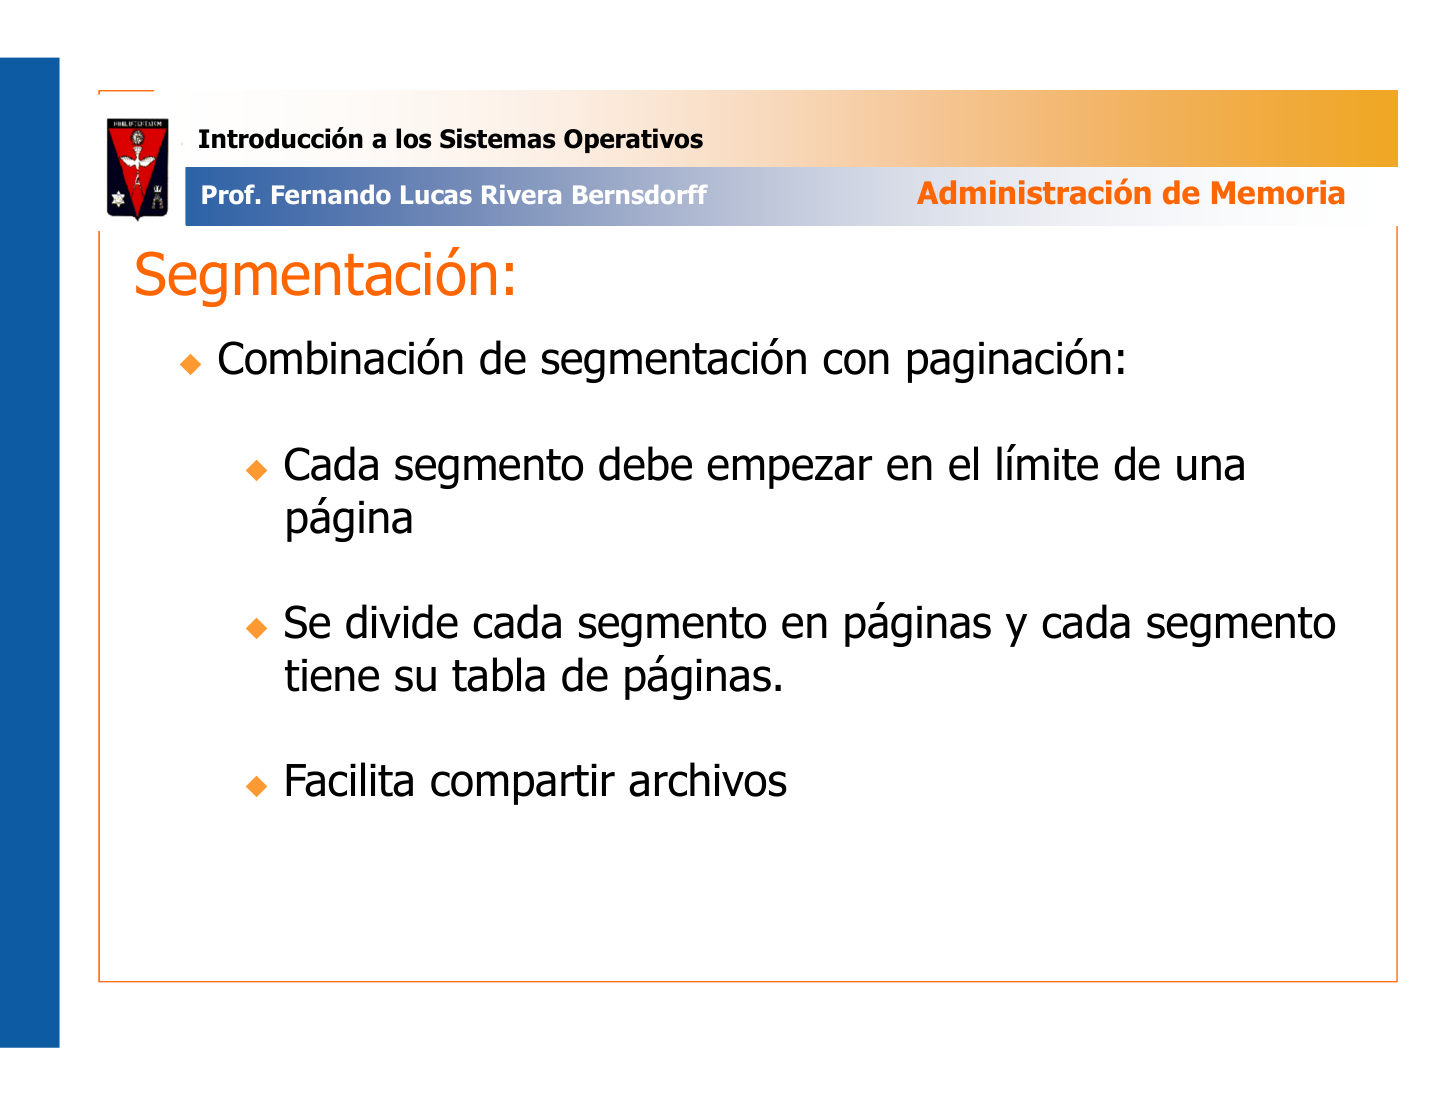 Introducción a los Sistemas Operativos
Prof. Fernando Lucas Rivera Bernsdorff
Administración de Memoria
Segmentación:
Combinación de segmentación con paginación:
Cada segmento debe empezar en el límite de una
página
Se divide cada segmento en páginas y cada segmento
tiene su tabla de páginas.
Facilita compartir archivos